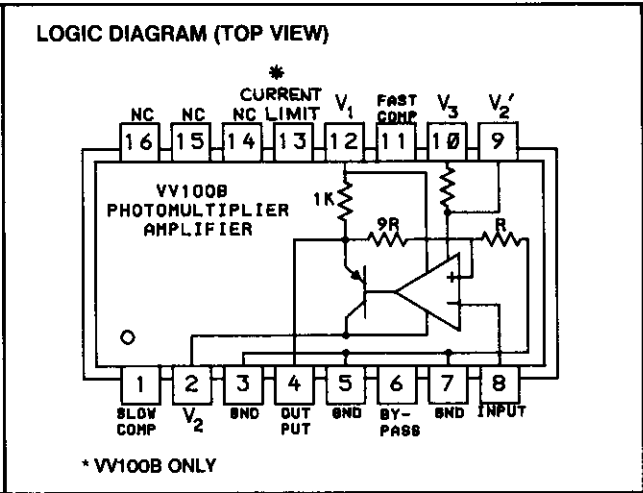 LOGIC DIAGRAM (TOP VIEW)
*
CURRENT
NC NC NC LIMIT V1 FAST COMP V3 V2'
16 15 14 13 12 11 10 9
VV100B
PHOTOMULTIPLIER
AMPLIFIER
1K
9R R
+
−
1 2 3 4 5 6 7 8
SLOW COMP V2 GND OUT PUT GND BY- PASS GND INPUT
* VV100B ONLY